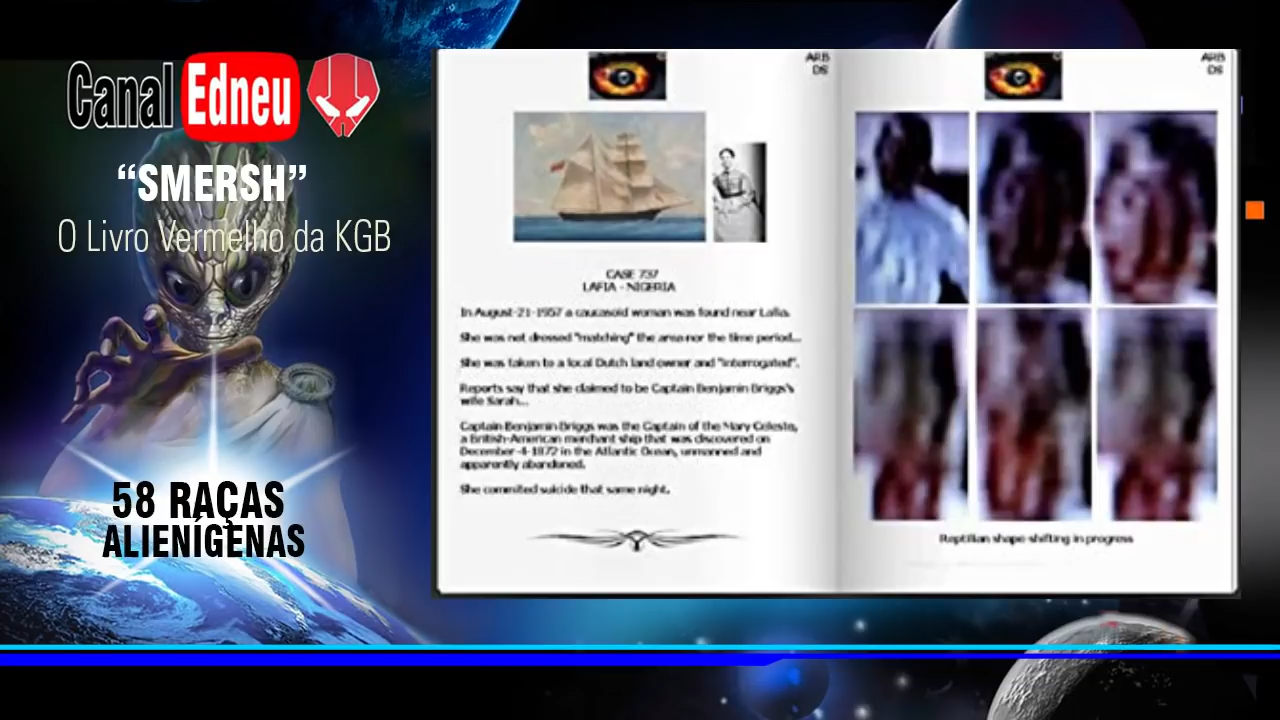 Canal Edneu
“SMERSH”
O Livro Vermelho da KGB
58 RAÇAS
ALIENÍGENAS
ARB
DS
CASE 737
LAFIA - NIGERIA
In August-21-1957 a caucasoid woman was found near Lafia.
She was not dressed "matching" the area nor the time period...
She was taken to a local Dutch land owner and "interrogated".
Reports say that she claimed to be Captain Benjamin Briggs's
wife Sarah...
Captain Benjamin Briggs was the Captain of the Mary Celeste,
a British-American merchant ship that was discovered on
December-4-1872 in the Atlantic Ocean, unmanned and
apparently abandoned.
She commited suicide that same night.
ARB
DS
Reptilian shape-shifting in progress